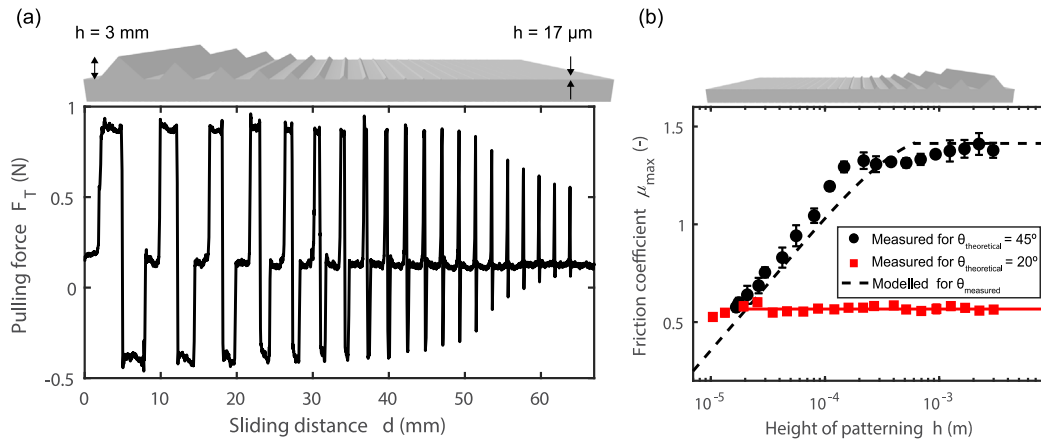 (a)
h = 3 mm
h = 17 µm
1
0.5
0
-0.5
Pulling force F_T (N)
0 10 20 30 40 50 60
Sliding distance d (mm)
(b)
1.5
1
0.5
Friction coefficient μ_max (-)
Measured for θ_theoretical = 45º
Measured for θ_theoretical = 20º
Modelled for θ_measured
10⁻⁵ 10⁻⁴ 10⁻³
Height of patterning h (m)